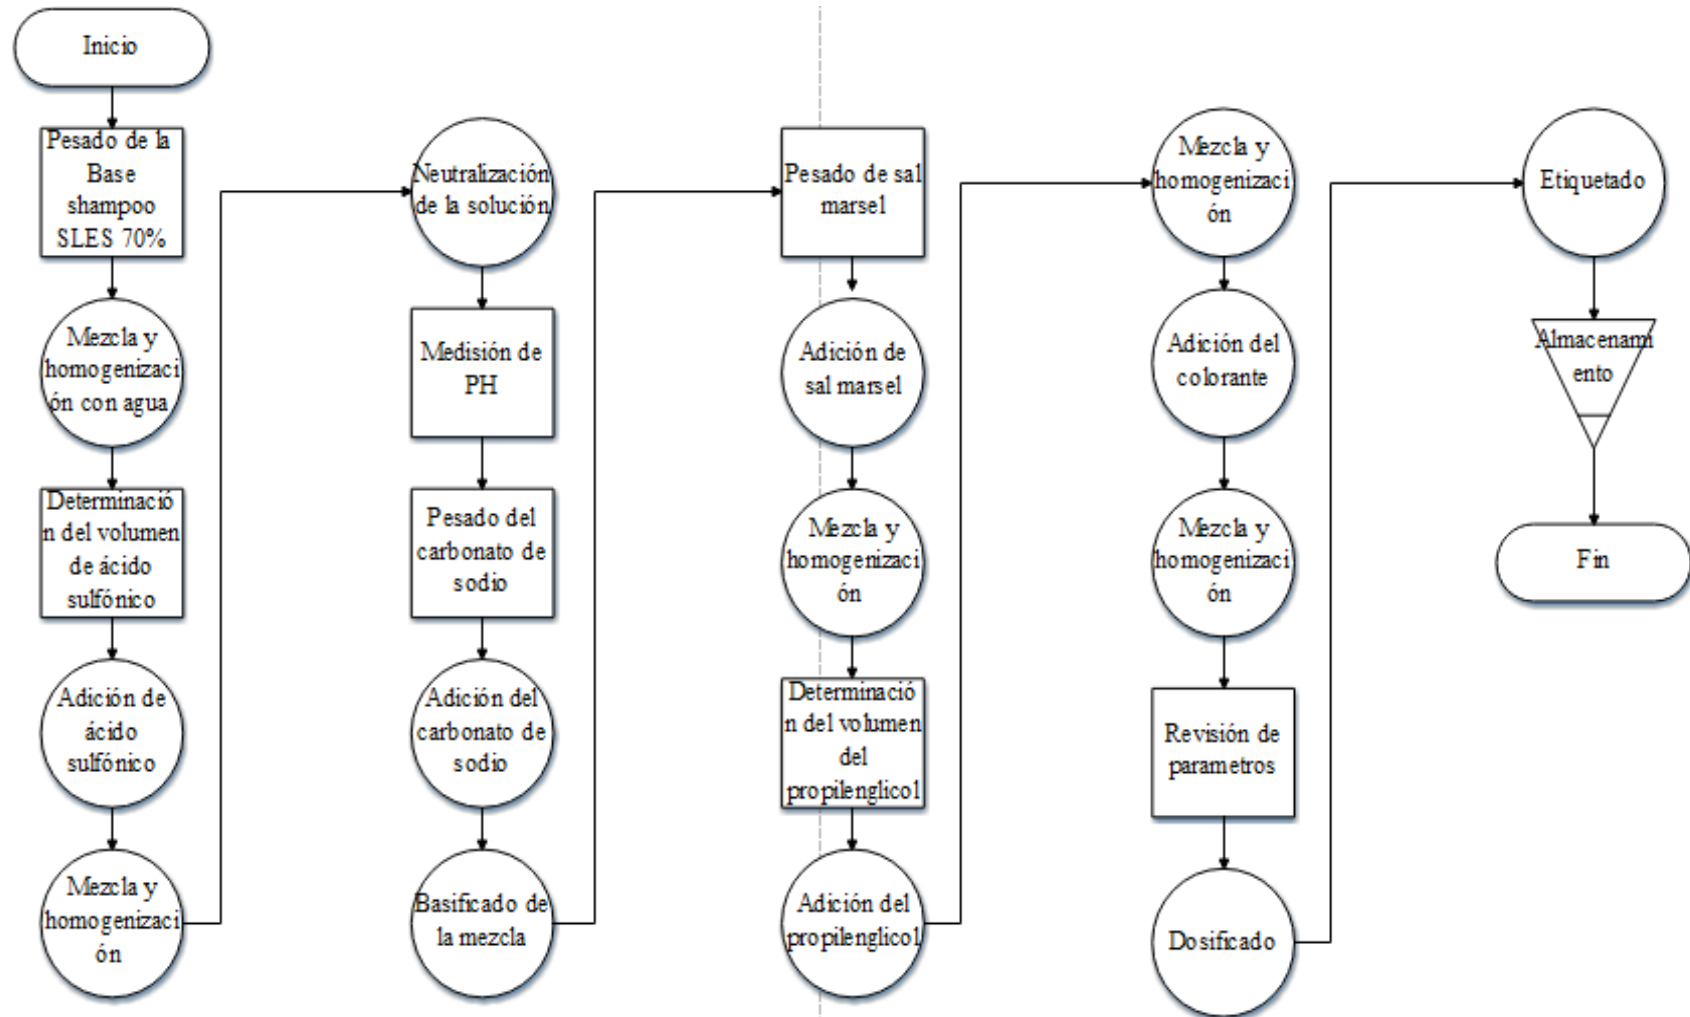 Inicio
Pesado de la
Base
shampoo
SLES 70%
Mezcla y
homogenizaci
ón con agua
Determinació
n del volumen
de ácido
sulfónico
Adición de
ácido
sulfónico
Mezcla y
homogenizaci
ón
Neutralización
de la solución
Medisión de
PH
Pesado del
carbonato de
sodio
Adición del
carbonato de
sodio
Basificado de
la mezcla
Pesado de sal
marsel
Adición de
sal marsel
Mezcla y
homogenizaci
ón
Determinació
n del volumen
del
propilenglicol
Adición del
propilenglicol
Mezcla y
homogenizaci
ón
Adición del
colorante
Mezcla y
homogenizaci
ón
Revisión de
parametros
Dosificado
Etiquetado
Almacenami
ento
Fin